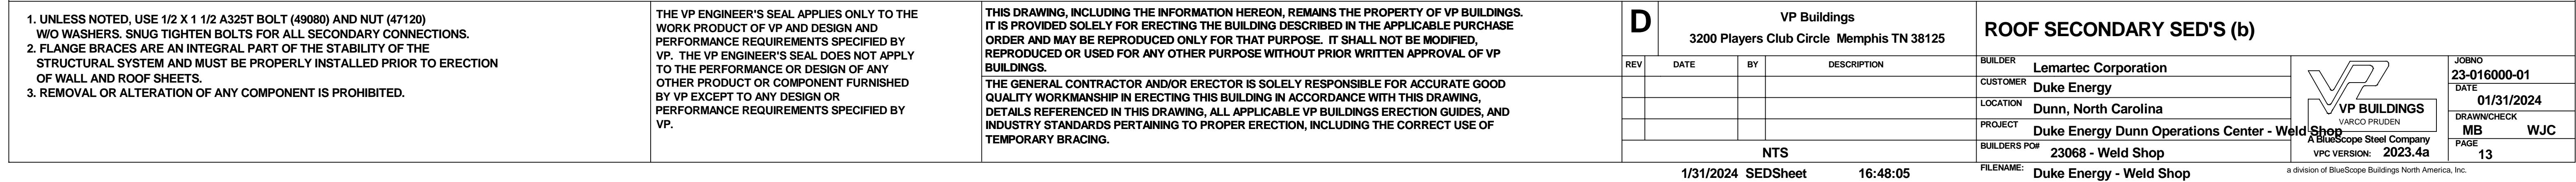 1. UNLESS NOTED, USE 1/2 X 1 1/2 A325T BOLT (49080) AND NUT (47120)
W/O WASHERS. SNUG TIGHTEN BOLTS FOR ALL SECONDARY CONNECTIONS.
2. FLANGE BRACES ARE AN INTEGRAL PART OF THE STABILITY OF THE
STRUCTURAL SYSTEM AND MUST BE PROPERLY INSTALLED PRIOR TO ERECTION
OF WALL AND ROOF SHEETS.
3. REMOVAL OR ALTERATION OF ANY COMPONENT IS PROHIBITED.
THE VP ENGINEER'S SEAL APPLIES ONLY TO THE
WORK PRODUCT OF VP AND DESIGN AND
PERFORMANCE REQUIREMENTS SPECIFIED BY
VP. THE VP ENGINEER'S SEAL DOES NOT APPLY
TO THE PERFORMANCE OR DESIGN OF ANY
OTHER PRODUCT OR COMPONENT FURNISHED
BY VP EXCEPT TO ANY DESIGN OR
PERFORMANCE REQUIREMENTS SPECIFIED BY
VP.
THIS DRAWING, INCLUDING THE INFORMATION HEREON, REMAINS THE PROPERTY OF VP BUILDINGS.
IT IS PROVIDED SOLELY FOR ERECTING THE BUILDING DESCRIBED IN THE APPLICABLE PURCHASE
ORDER AND MAY BE REPRODUCED ONLY FOR THAT PURPOSE. IT SHALL NOT BE MODIFIED,
REPRODUCED OR USED FOR ANY OTHER PURPOSE WITHOUT PRIOR WRITTEN APPROVAL OF VP
BUILDINGS.
THE GENERAL CONTRACTOR AND/OR ERECTOR IS SOLELY RESPONSIBLE FOR ACCURATE GOOD
QUALITY WORKMANSHIP IN ERECTING THIS BUILDING IN ACCORDANCE WITH THIS DRAWING,
DETAILS REFERENCED IN THIS DRAWING, ALL APPLICABLE VP BUILDINGS ERECTION GUIDES, AND
INDUSTRY STANDARDS PERTAINING TO PROPER ERECTION, INCLUDING THE CORRECT USE OF
TEMPORARY BRACING.
D
VP Buildings
3200 Players Club Circle Memphis TN 38125
REV DATE BY DESCRIPTION
NTS
1/31/2024 SEDSheet 16:48:05
ROOF SECONDARY SED'S (b)
BUILDER Lemartec Corporation
CUSTOMER Duke Energy
LOCATION Dunn, North Carolina
PROJECT Duke Energy Dunn Operations Center - Weld Shop
BUILDERS PO# 23068 - Weld Shop
FILENAME: Duke Energy - Weld Shop
VP
VP BUILDINGS
VARCO PRUDEN
A BlueScope Steel Company
VPC VERSION: 2023.4a
JOBNO
23-016000-01
DATE
01/31/2024
DRAWN/CHECK
MB WJC
PAGE
13
a division of BlueScope Buildings North America, Inc.